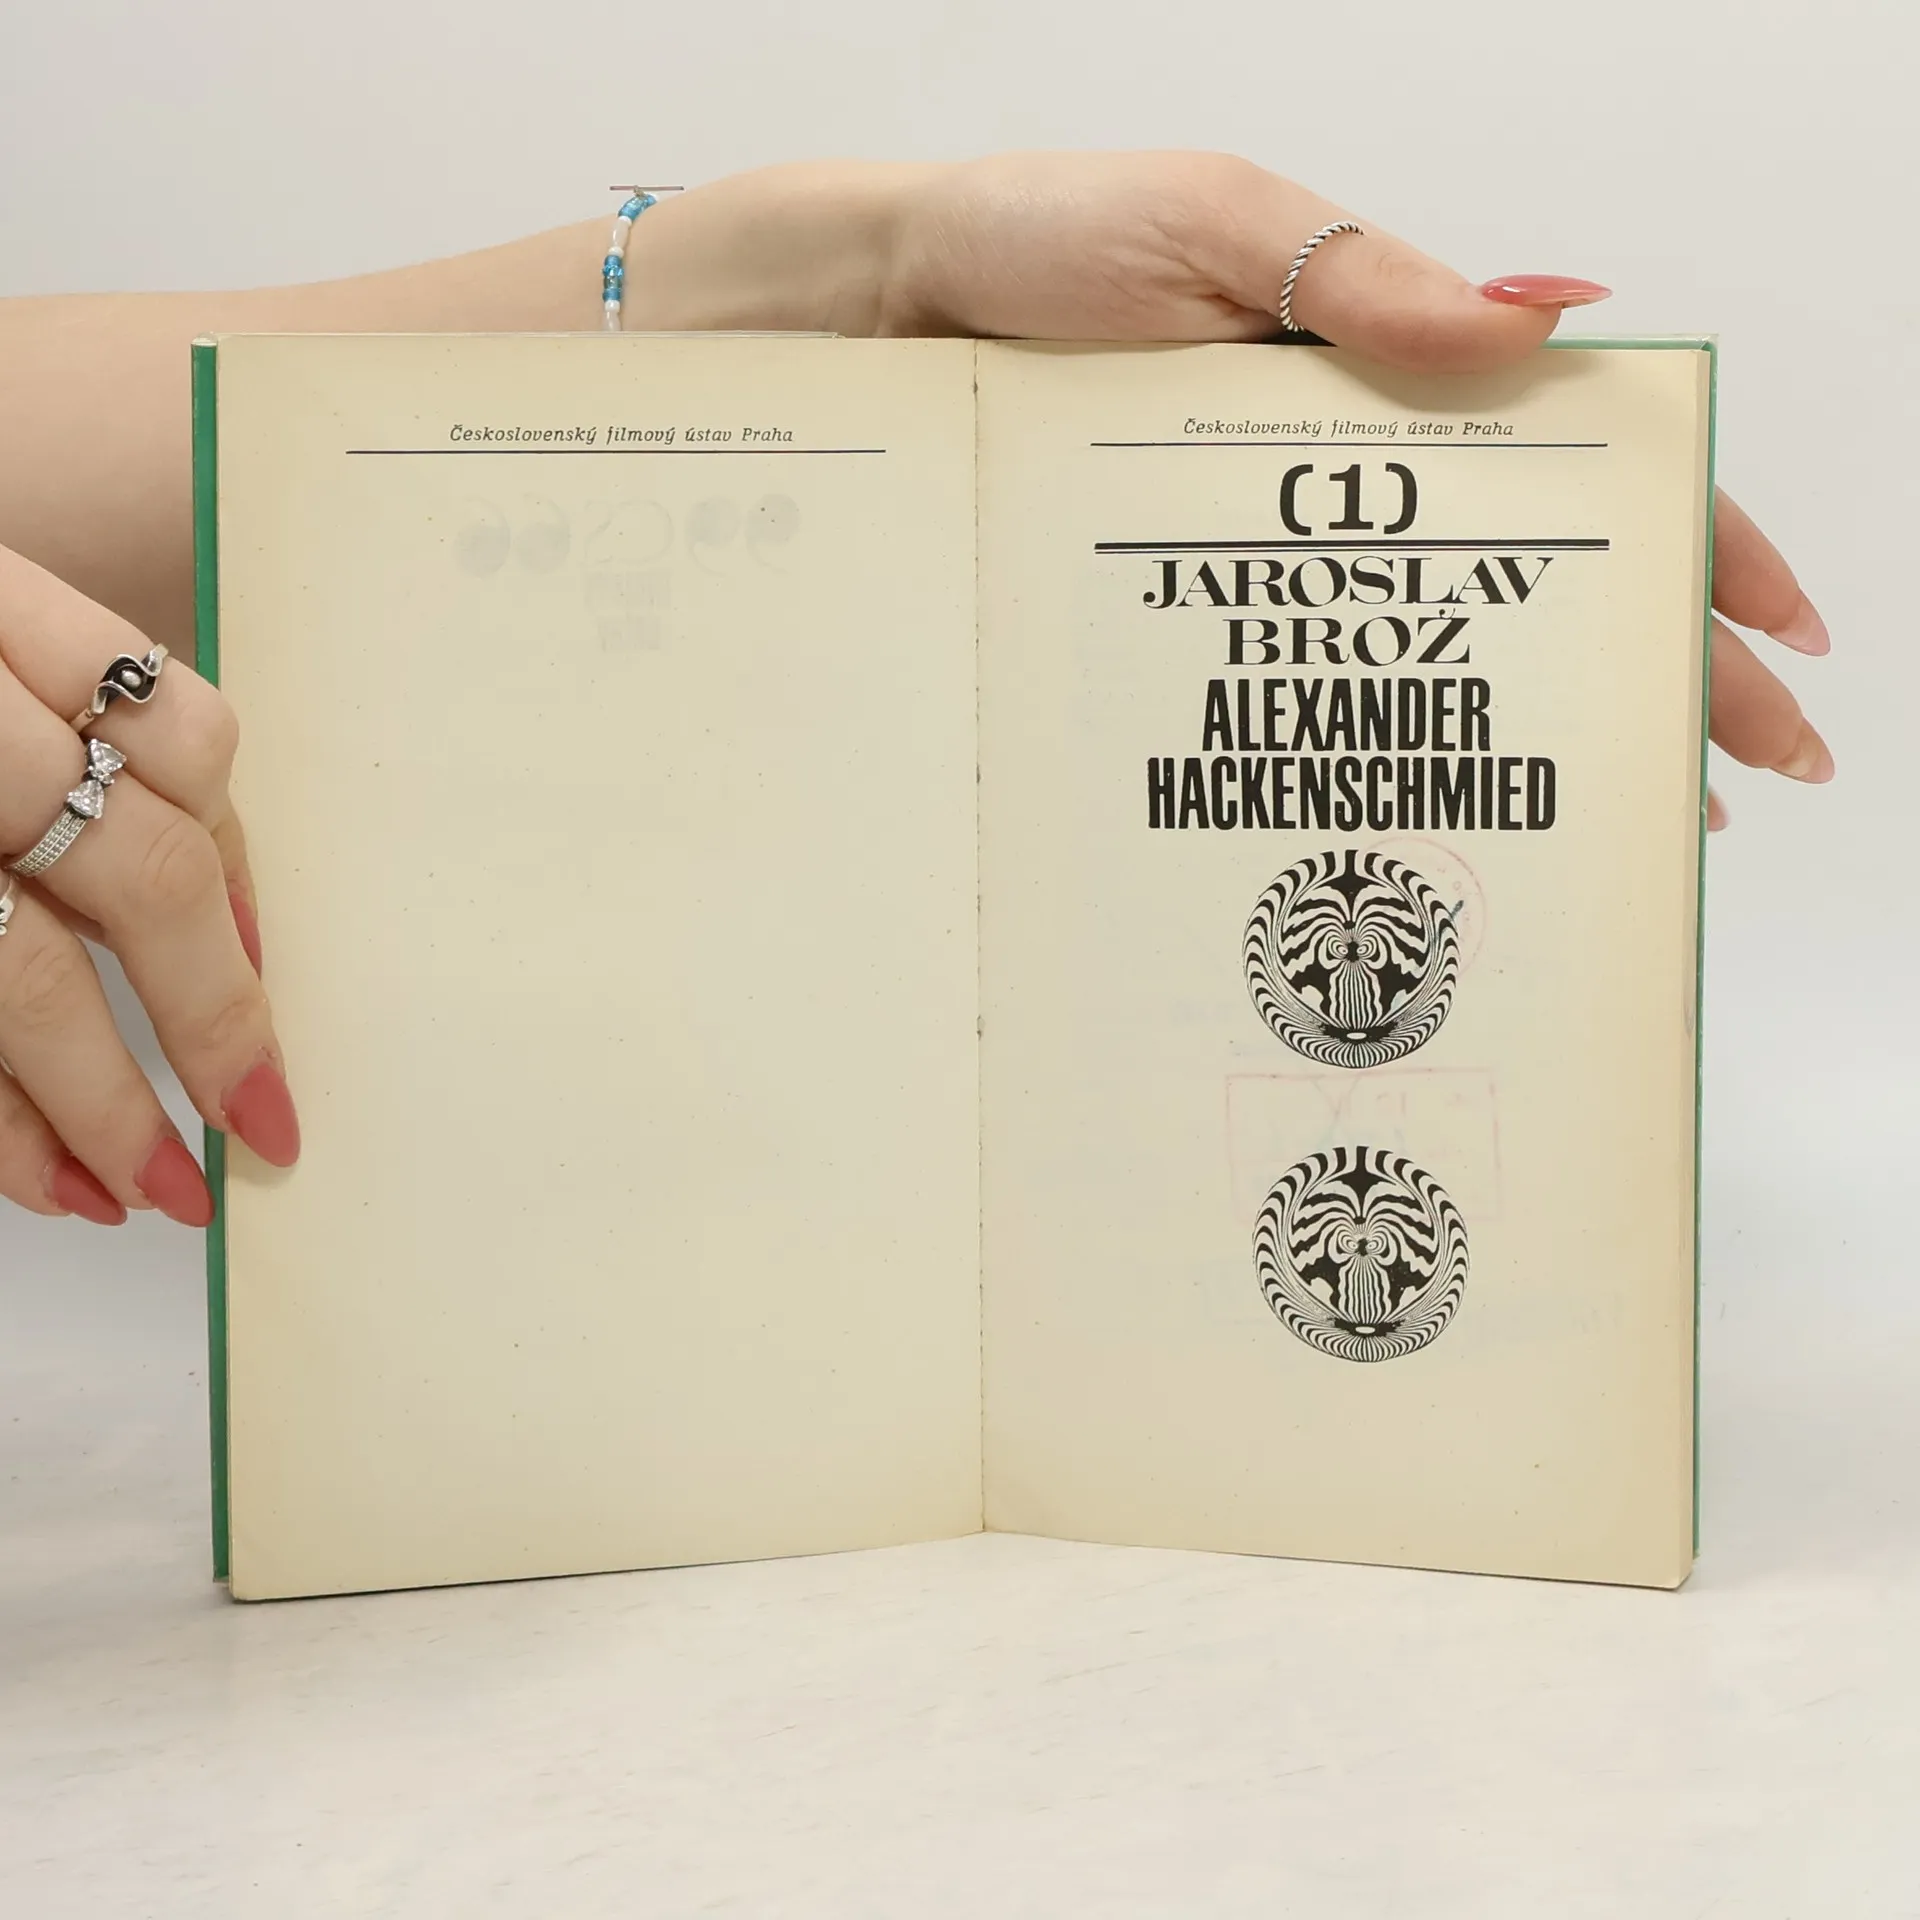 Československý filmový ústav Praha
Československý filmový ústav Praha
(1)
JAROSLAV
BROŽ
ALEXANDER
HACKENSCHMIED